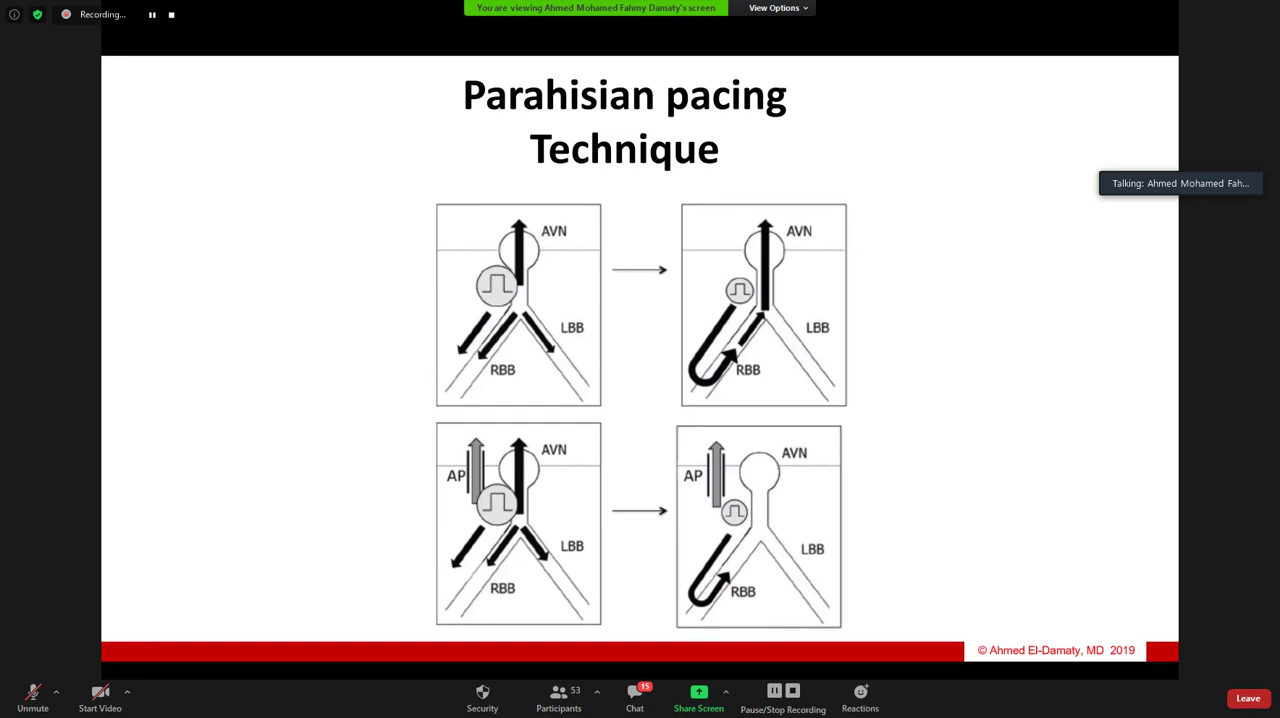 You are viewing Ahmed Mohamed Fahmy Damaty's screen
View Options
Recording...
Parahisian pacing
Technique
Talking: Ahmed Mohamed Fah...
AVN
LBB
RBB
AVN
LBB
RBB
AVN
AP
LBB
RBB
AVN
AP
LBB
RBB
© Ahmed El-Damaty, MD 2019
Unmute
Start Video
Security
Participants
53
Chat
15
Share Screen
Pause/Stop Recording
Reactions
Leave